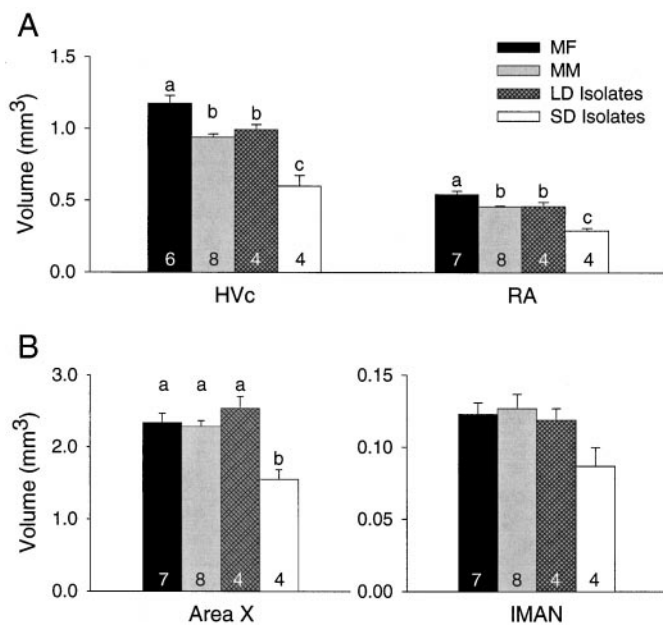 A
MF
MM
LD Isolates
SD Isolates
Volume (mm³)
1.5
1.0
0.5
0.0
a
b
b
c
6
8
4
4
HVc
a
b
b
c
7
8
4
4
RA
B
Volume (mm³)
3.0
2.0
1.0
0.0
a
a
a
b
7
8
4
4
Area X
0.15
0.10
0.05
0.00
7
8
4
4
lMAN